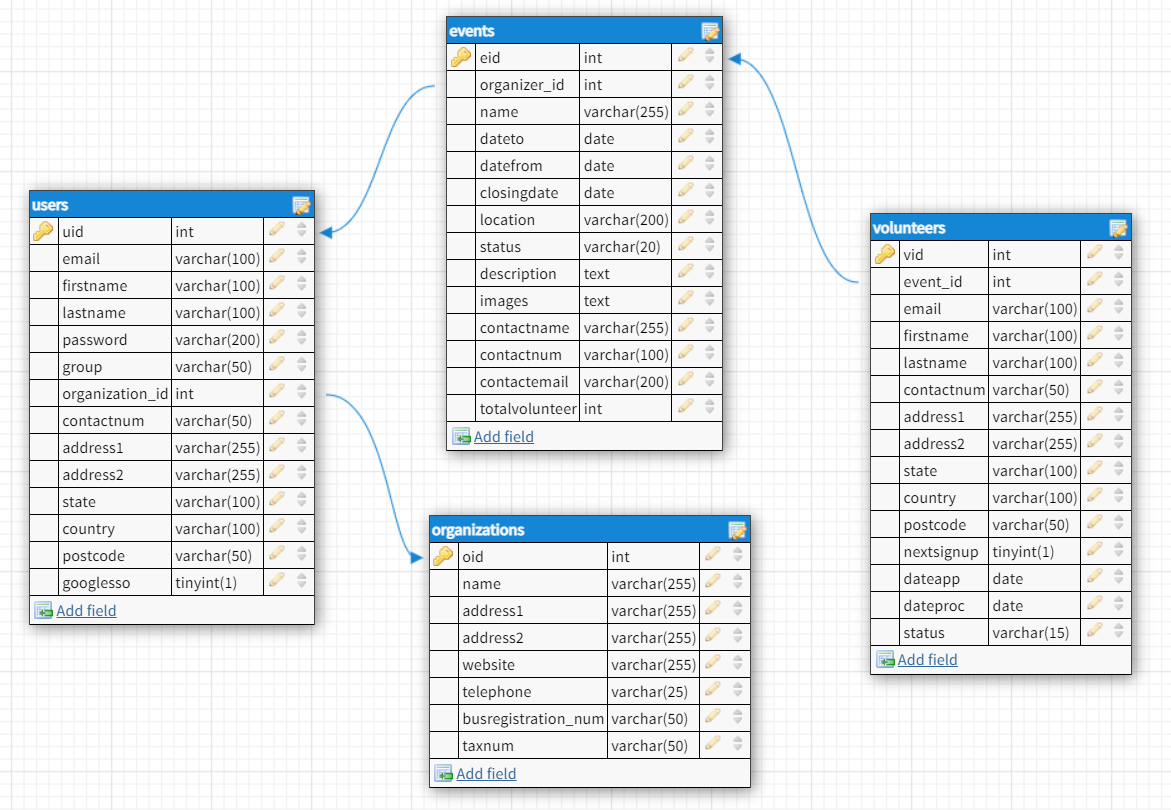 events
eid int
organizer_id int
name varchar(255)
dateto date
datefrom date
closingdate date
location varchar(200)
status varchar(20)
description text
images text
contactname varchar(255)
contactnum varchar(100)
contactemail varchar(200)
totalvolunteer int
Add field
users
uid int
email varchar(100)
firstname varchar(100)
lastname varchar(100)
password varchar(200)
group varchar(50)
organization_id int
contactnum varchar(50)
address1 varchar(255)
address2 varchar(255)
state varchar(100)
country varchar(100)
postcode varchar(50)
googlesso tinyint(1)
Add field
volunteers
vid int
event_id int
email varchar(100)
firstname varchar(100)
lastname varchar(100)
contactnum varchar(50)
address1 varchar(255)
address2 varchar(255)
state varchar(100)
country varchar(100)
postcode varchar(50)
nextsignup tinyint(1)
dateapp date
dateproc date
status varchar(15)
Add field
organizations
oid int
name varchar(255)
address1 varchar(255)
address2 varchar(255)
website varchar(255)
telephone varchar(25)
busregistration_num varchar(50)
taxnum varchar(50)
Add field